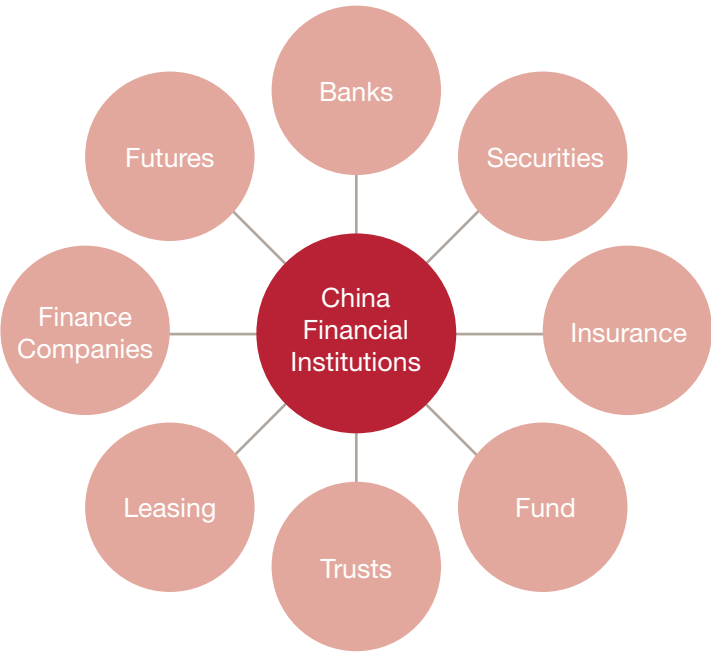 Banks
Futures
Securities
China
Financial
Institutions
Finance
Companies
Insurance
Leasing
Fund
Trusts